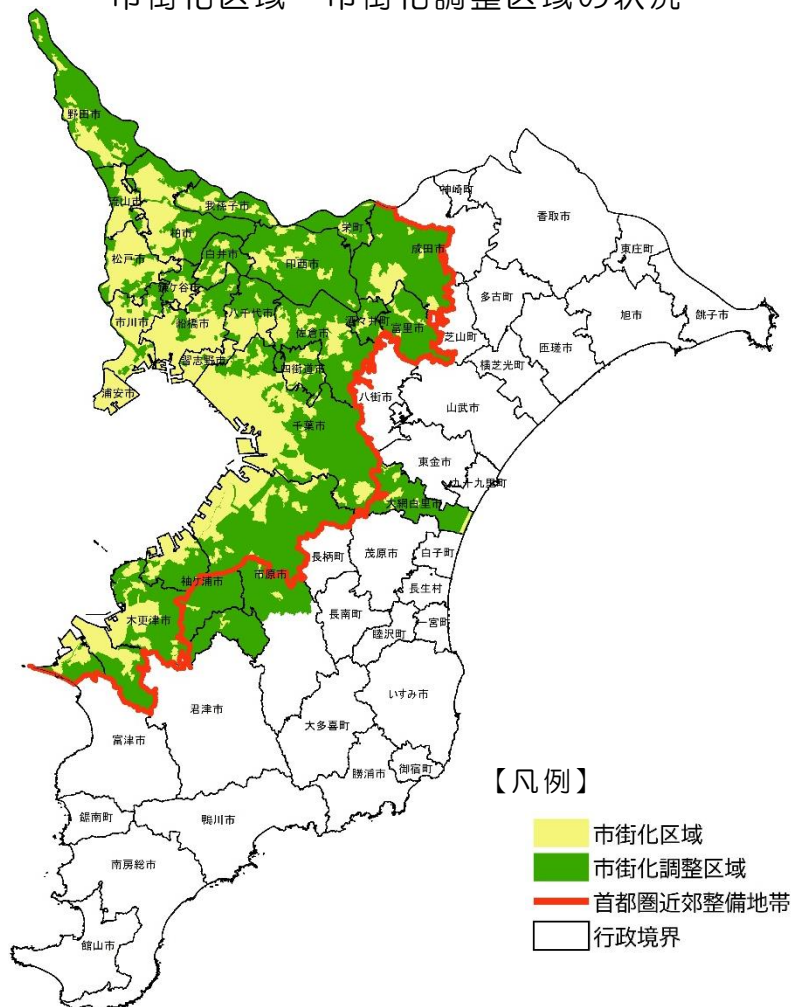 市街化区域・市街化調整区域の状況
野田市
流山市
我孫子市
柏市
松戸市
白井市
印西市
栄町
成田市
神崎町
香取市
東庄町
鎌ケ谷市
市川市
船橋市
八千代市
佐倉市
酒々井町
富里市
芝山町
多古町
匝瑳市
旭市
銚子市
習志野市
四街道市
浦安市
千葉市
八街市
横芝光町
山武市
東金市
九十九里町
大網白里市
袖ケ浦市
市原市
長柄町
茂原市
白子町
長生村
木更津市
長南町
睦沢町
一宮町
いすみ市
君津市
大多喜町
富津市
勝浦市
御宿町
鋸南町
鴨川市
南房総市
館山市
【凡例】
市街化区域
市街化調整区域
首都圏近郊整備地帯
行政境界